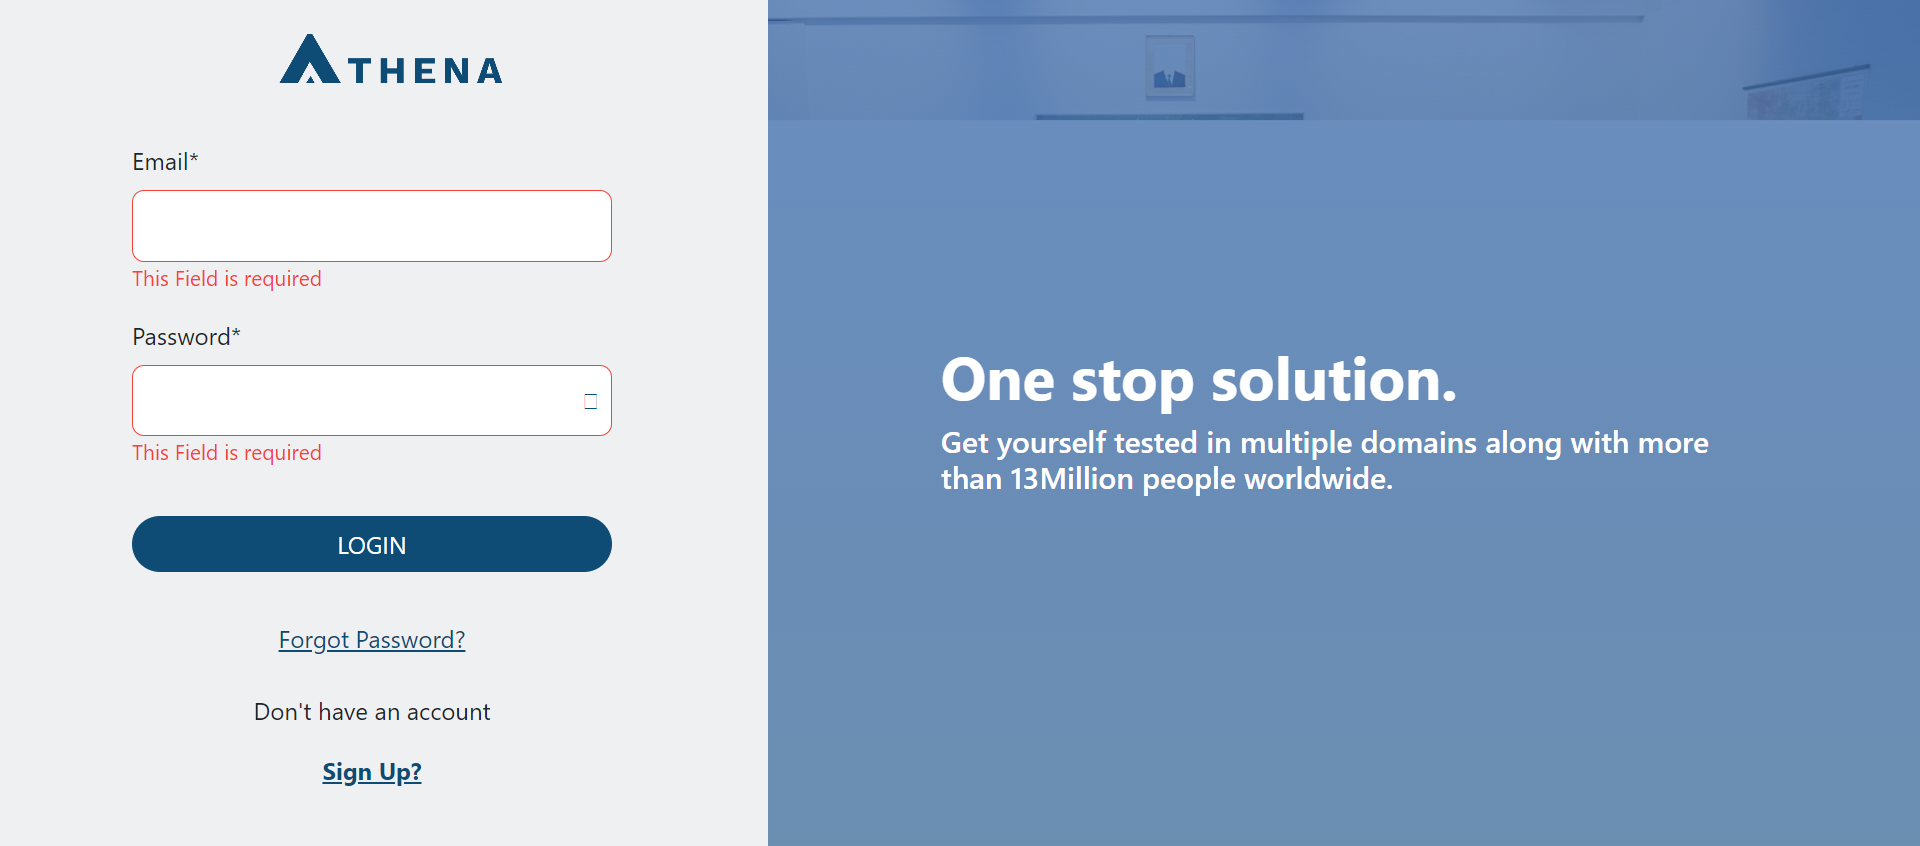 ATHENA
Email*
This Field is required
Password*
This Field is required
LOGIN
Forgot Password?
Don't have an account
Sign Up?
One stop solution.
Get yourself tested in multiple domains along with more
than 13Million people worldwide.